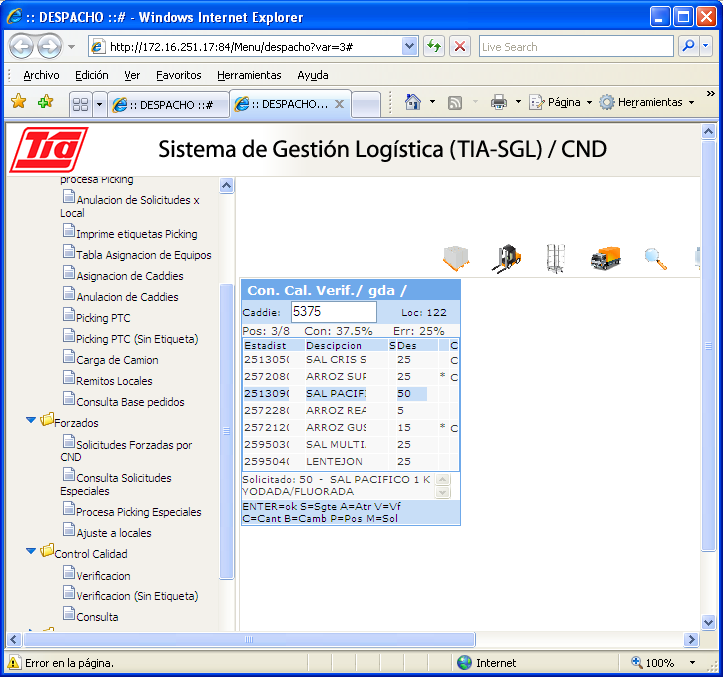 :: DESPACHO ::# - Windows Internet Explorer
http://172.16.251.17:84/Menu/despacho?var=3#
Live Search
Archivo Edición Ver Favoritos Herramientas Ayuda
:: DESPACHO ::#
:: DESPACHO...
Página
Herramientas
Tía
Sistema de Gestión Logística (TIA-SGL) / CND
procesa Picking
Anulacion de Solicitudes x
Local
Imprime etiquetas Picking
Tabla Asignacion de Equipos
Asignacion de Caddies
Anulacion de Caddies
Picking PTC
Picking PTC (Sin Etiqueta)
Carga de Camion
Remitos Locales
Consulta Base pedidos
Forzados
Solicitudes Forzadas por
CND
Consulta Solicitudes
Especiales
Procesa Picking Especiales
Ajuste a locales
Control Calidad
Verificacion
Verificacion (Sin Etiqueta)
Consulta
Con. Cal. Verif./ gda /
Caddie: 5375 Loc: 122
Pos: 3/8 Con: 37.5% Err: 25%
Estadist Descipcion SDes C
2513050 SAL CRIS S 25 C
257208 ARROZ SUF 25 * C
2513090 SAL PACIFI 50
257228 ARROZ REA 5
257212 ARROZ GUS 15 * C
259503 SAL MULTI 25
259504 LENTEJON 25
Solicitado: 50 - SAL PACIFICO 1 K
YODADA/FLUORADA
ENTER=ok S=Sgte A=Atr V=Vf
C=Cant B=Camb P=Pos M=Sol
Error en la página.
Internet
100%